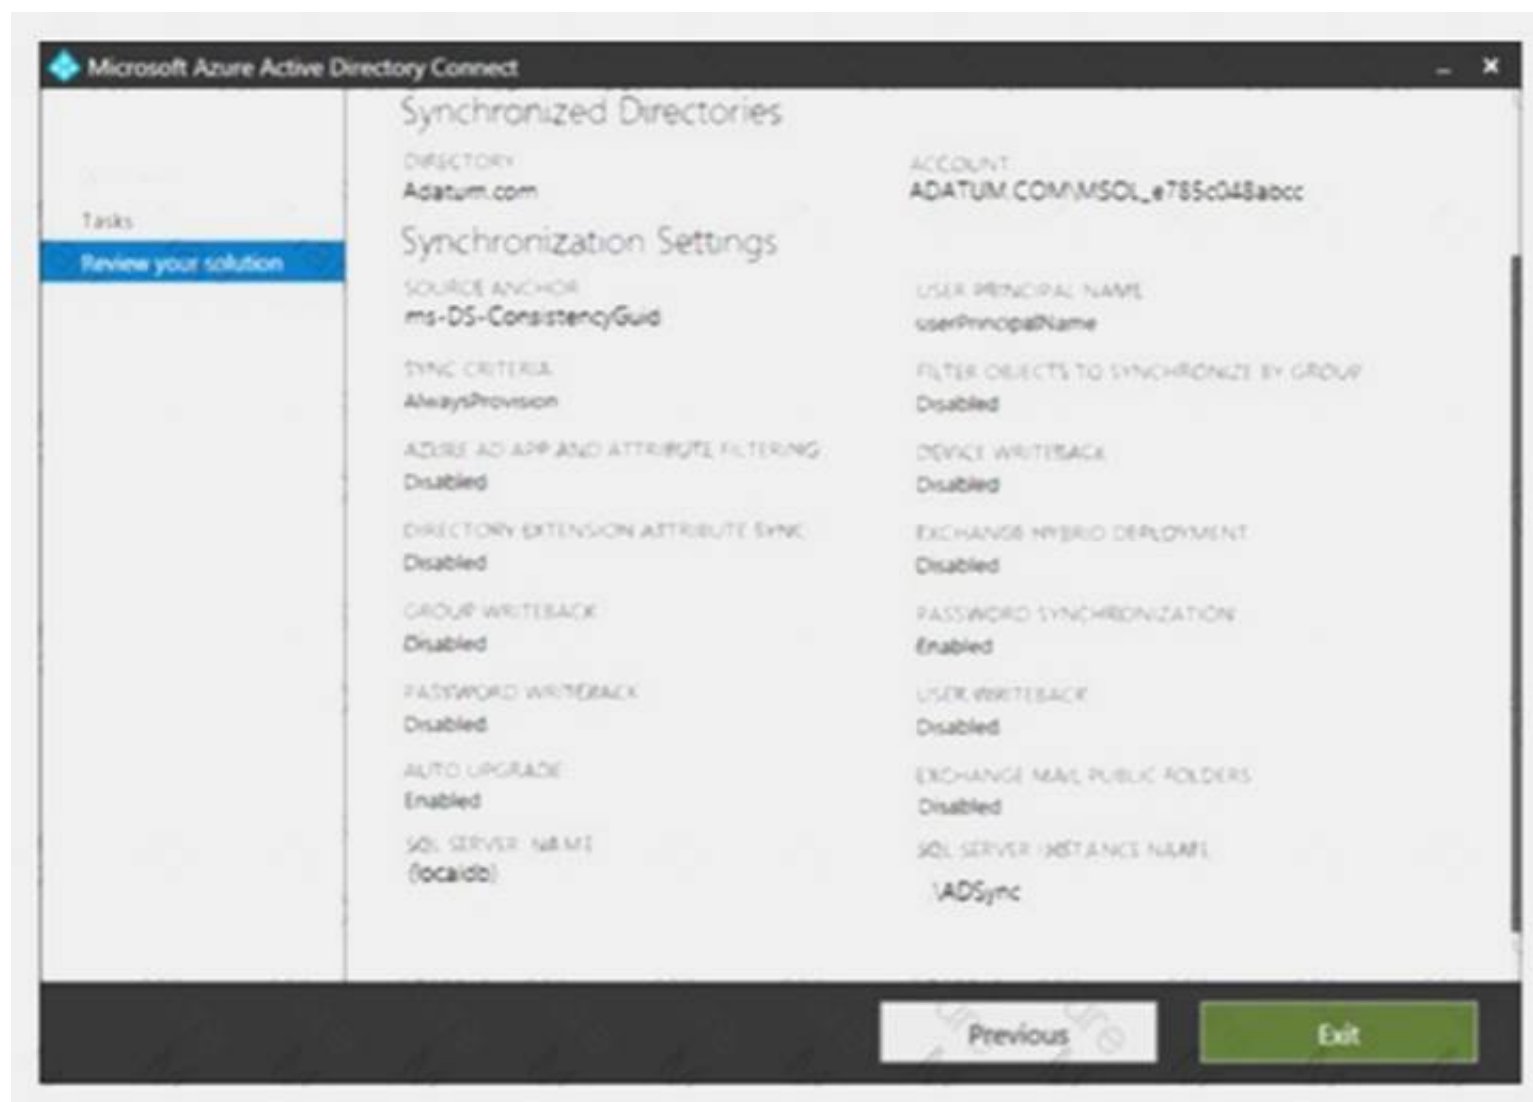 Microsoft Azure Active Directory Connect
Synchronized Directories
DIRECTORY
Adatum.com
ACCOUNT
ADATUM.COM\MSOL_e785c048abcc
Tasks
Review your solution
Synchronization Settings
SOURCE ANCHOR
ms-DS-ConsistencyGuid
USER PRINCIPAL NAME
userPrincipalName
SYNC CRITERIA
AlwaysProvision
FILTER OBJECTS TO SYNCHRONIZE BY GROUP
Disabled
AZURE AD APP AND ATTRIBUTE FILTERING
Disabled
DEVICE WRITEBACK
Disabled
DIRECTORY EXTENSION ATTRIBUTE SYNC
Disabled
EXCHANGE HYBRID DEPLOYMENT
Disabled
GROUP WRITEBACK
Disabled
PASSWORD SYNCHRONIZATION
Enabled
PASSWORD WRITEBACK
Disabled
USER WRITEBACK
Disabled
AUTO UPGRADE
Enabled
EXCHANGE MAIL PUBLIC FOLDERS
Disabled
SQL SERVER NAME
(localdb)
SQL SERVER INSTANCE NAME
.\ADSync
Previous
Exit